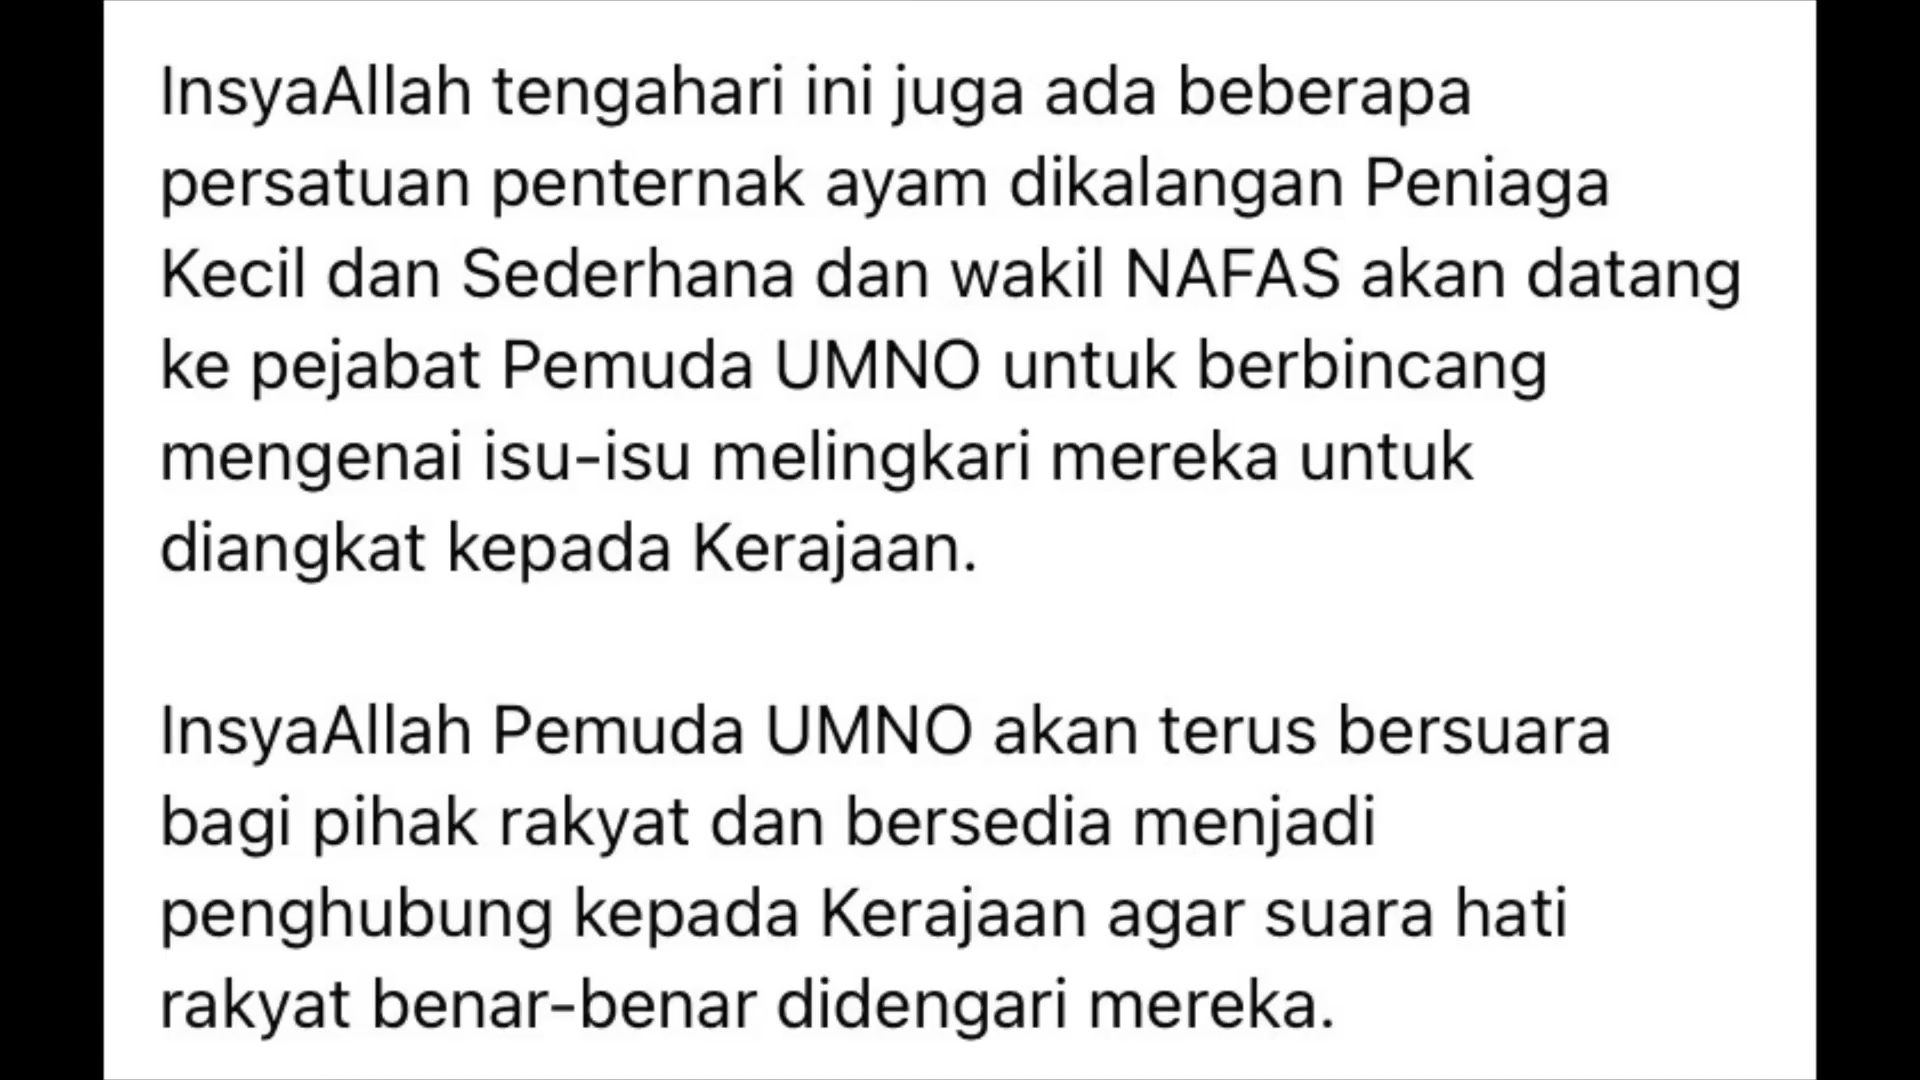 InsyaAllah tengahari ini juga ada beberapa
persatuan penternak ayam dikalangan Peniaga
Kecil dan Sederhana dan wakil NAFAS akan datang
ke pejabat Pemuda UMNO untuk berbincang
mengenai isu-isu melingkari mereka untuk
diangkat kepada Kerajaan.
InsyaAllah Pemuda UMNO akan terus bersuara
bagi pihak rakyat dan bersedia menjadi
penghubung kepada Kerajaan agar suara hati
rakyat benar-benar didengari mereka.